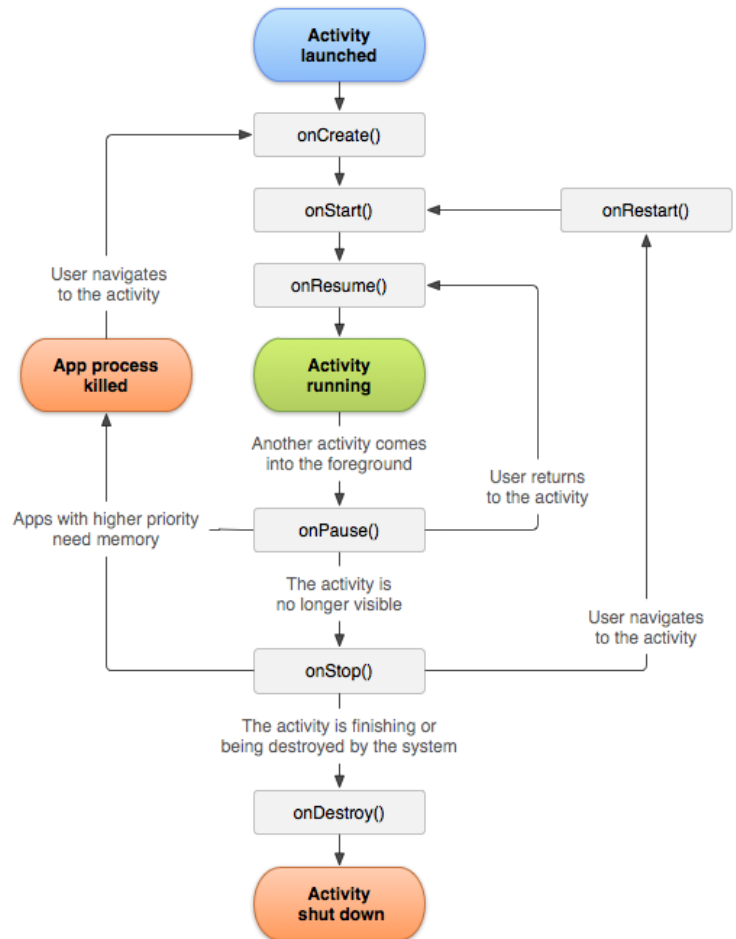 Activity
launched
onCreate()
onStart()
onRestart()
User navigates
to the activity
onResume()
App process
killed
Activity
running
Another activity comes
into the foreground
User returns
to the activity
Apps with higher priority
need memory
onPause()
The activity is
no longer visible
User navigates
to the activity
onStop()
The activity is finishing or
being destroyed by the system
onDestroy()
Activity
shut down